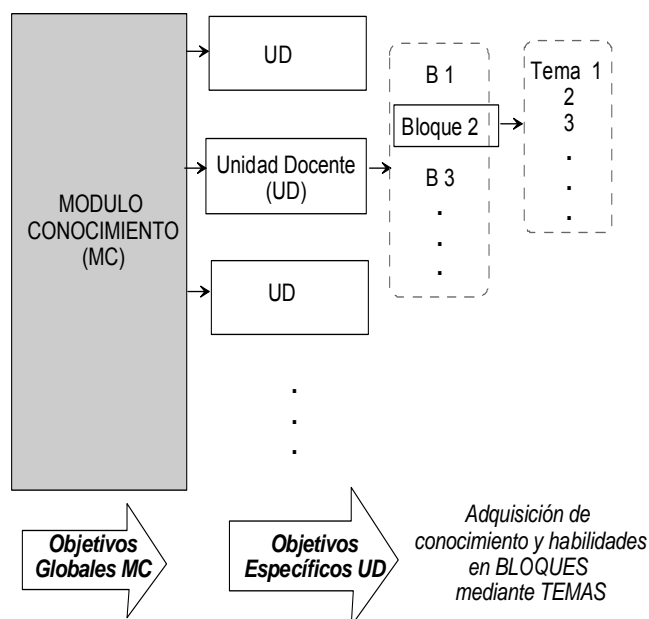 UD
Unidad Docente
(UD)
UD
.
.
.
MODULO
CONOCIMIENTO
(MC)
B 1
Bloque 2
B 3
.
.
.
Tema 1
2
3
.
.
.
Objetivos
Globales MC
Objetivos
Específicos UD
Adquisición de
conocimiento y habilidades
en BLOQUES
mediante TEMAS